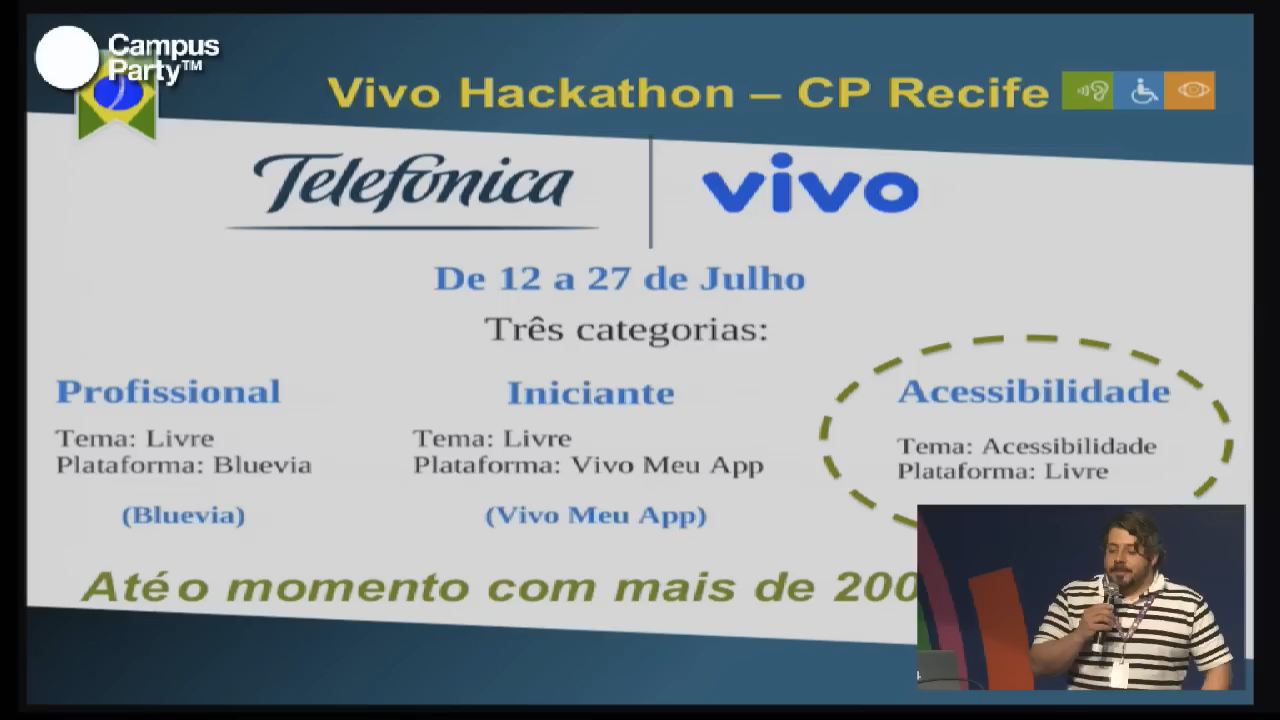 Campus
Party™
Vivo Hackathon – CP Recife
Telefónica
vivo
De 12 a 27 de Julho
Três categorias:
Profissional
Tema: Livre
Plataforma: Bluevia
(Bluevia)
Iniciante
Tema: Livre
Plataforma: Vivo Meu App
(Vivo Meu App)
Acessibilidade
Tema: Acessibilidade
Plataforma: Livre
Até o momento com mais de 200